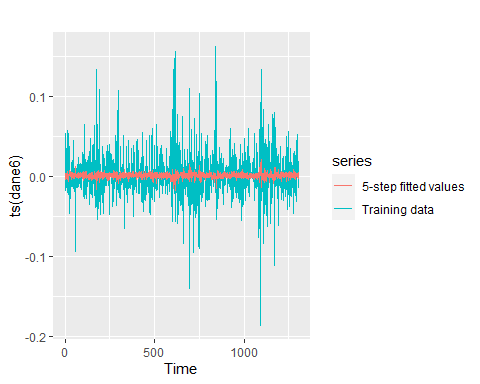 0.1
0.0
-0.1
-0.2
ts(dane6)
0
500
1000
Time
series
5-step fitted values
Training data